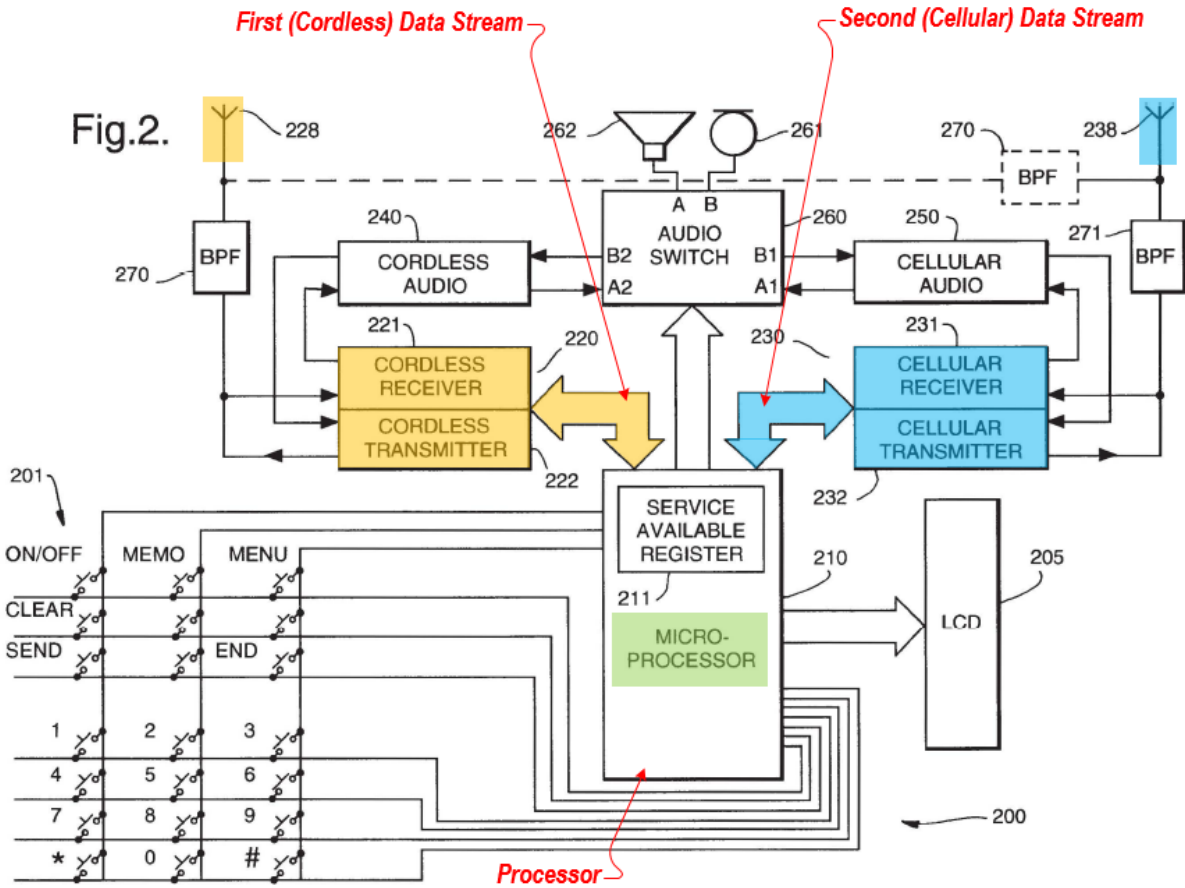 First (Cordless) Data Stream
Second (Cellular) Data Stream
Fig.2.
228
262
261
270
238
BPF
A B
240
260
250
271
BPF
270
CORDLESS
AUDIO
B2
AUDIO
SWITCH
B1
A2
A1
CELLULAR
AUDIO
BPF
221
220
230
231
CORDLESS
RECEIVER
CELLULAR
RECEIVER
CORDLESS
TRANSMITTER
CELLULAR
TRANSMITTER
222
232
201
SERVICE
AVAILABLE
REGISTER
ON/OFF MEMO MENU
211
210
205
CLEAR
LCD
SEND END
MICRO-
PROCESSOR
1 2 3
4 5 6
7 8 9
200
* 0 #
Processor